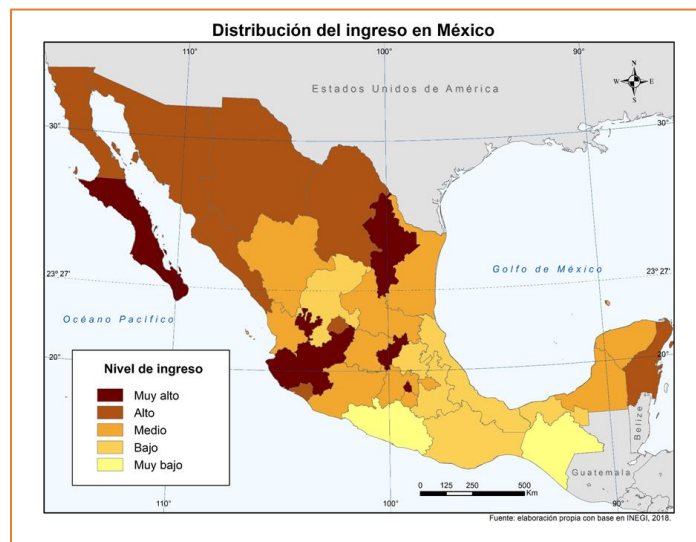 Distribución del ingreso en México
110°
100°
90°
N
W E
S
Estados Unidos de América
30°
30°
23° 27'
Golfo de México
23° 27'
Océano Pacífico
20°
20°
Nivel de ingreso
Muy alto
Alto
Medio
Bajo
Muy bajo
Belize
Guatemala
0 125 250 500
Km
110°
100°
90°
Fuente: elaboración propia con base en INEGI, 2018.